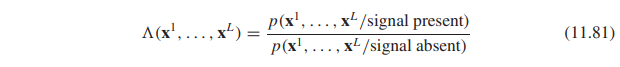 Λ(x¹, . . . , xᴸ) = p(x¹, . . . , xᴸ/signal present) / p(x¹, . . . , xᴸ/signal absent) (11.81)